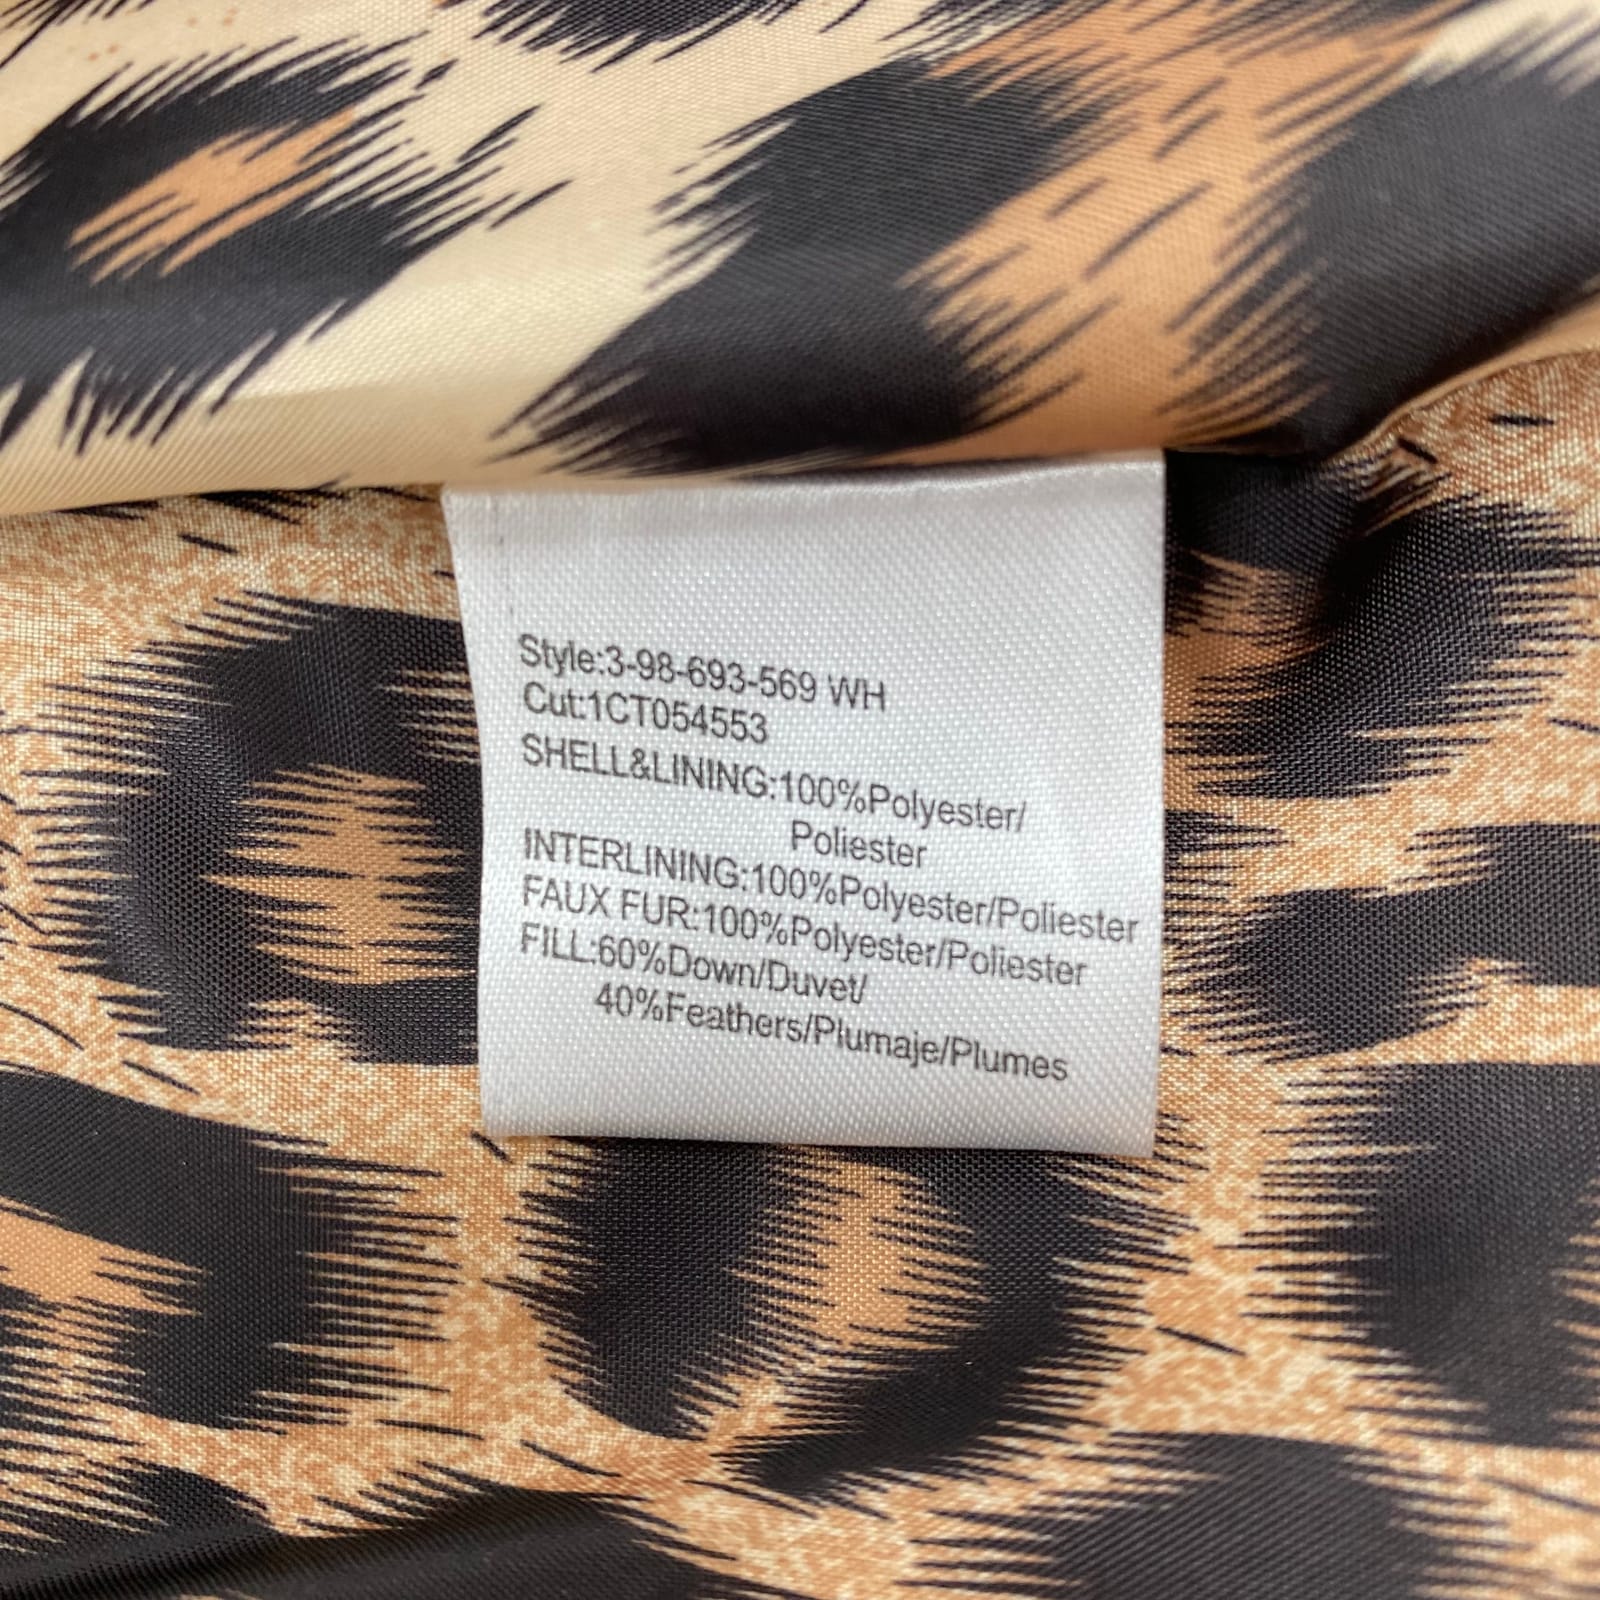 Style:3-98-693-569 WH
Cut:1CT054553
SHELL&LINING:100%Polyester/
Poliester
INTERLINING:100%Polyester/Poliester
FAUX FUR:100%Polyester/Poliester
FILL:60%Down/Duvet/
40%Feathers/Plumaje/Plumes